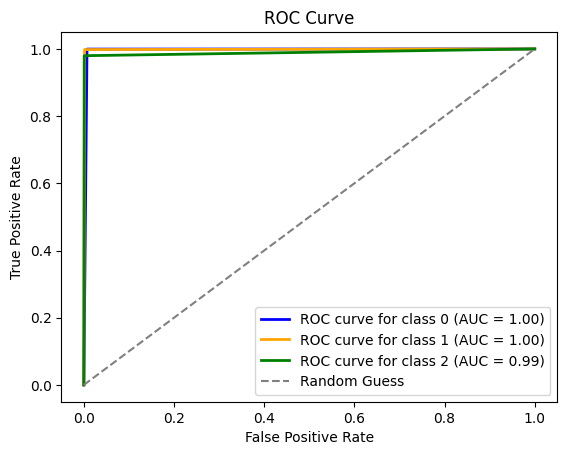 ROC Curve
True Positive Rate
1.0
0.8
0.6
0.4
0.2
0.0
ROC curve for class 0 (AUC = 1.00)
ROC curve for class 1 (AUC = 1.00)
ROC curve for class 2 (AUC = 0.99)
Random Guess
0.0 0.2 0.4 0.6 0.8 1.0
False Positive Rate